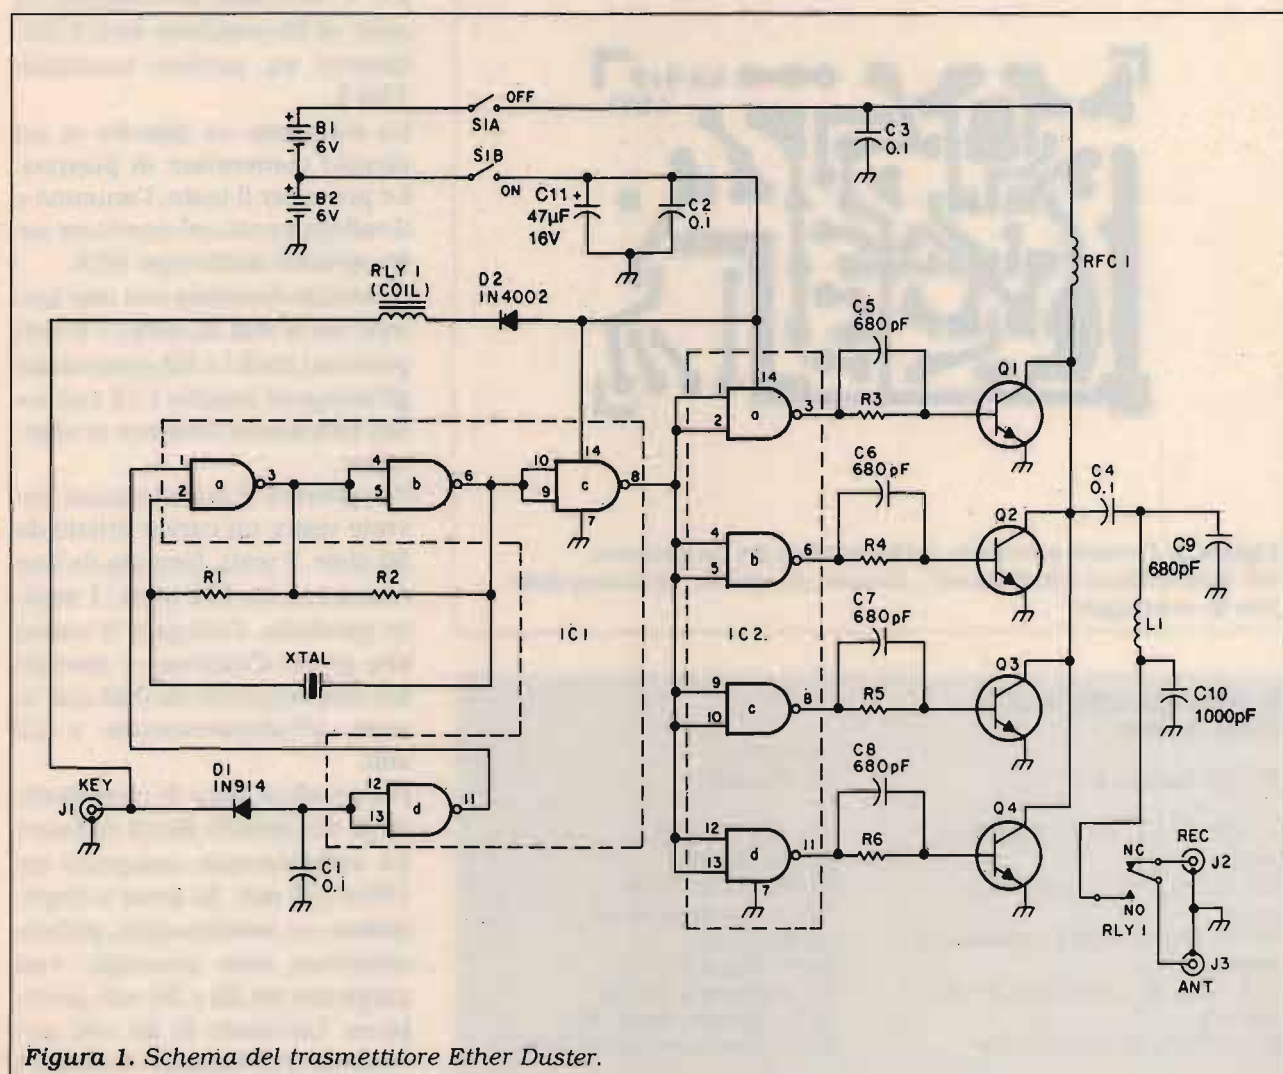 OFF
S1A
B1
6V
S1B
ON
B2
6V
C11
47µF
16V
C2
0.1
C3
0.1
RFC 1
RLY 1
(COIL)
D2
1N4002
C5
680pF
R3
Q1
1
2
14
a
3
1
2
a
3
4
5
b
6
10
9
14
c
8
7
C6
680pF
R4
Q2
4
5
b
6
C4
0.1
C9
680pF
R1
R2
XTAL
IC1
IC2.
C7
680pF
R5
Q3
9
10
c
8
L1
C10
1000pF
KEY
J1
D1
1N914
C1
0.1
12
13
d
11
C8
680pF
R6
Q4
12
13
d
11
7
NC
REC
J2
NO
RLY 1
J3
ANT
Figura 1. Schema del trasmettitore Ether Duster.